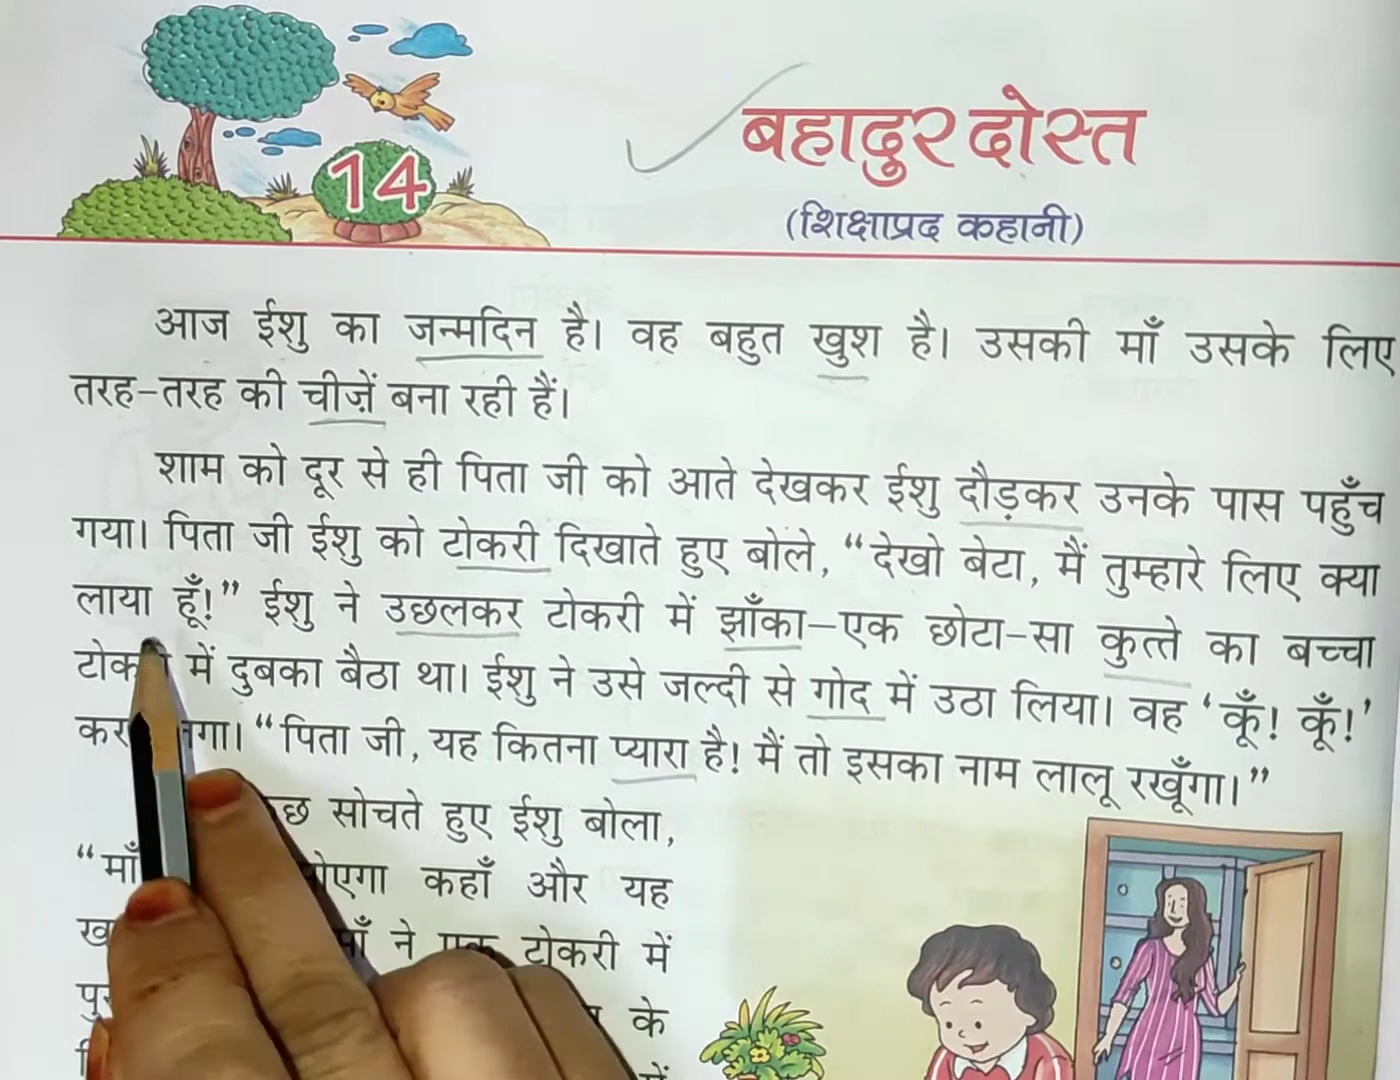 14
बहादुर दोस्त
(शिक्षाप्रद कहानी)
आज ईशु का जन्मदिन है। वह बहुत खुश है। उसकी माँ उसके लिए
तरह-तरह की चीज़ें बना रही हैं।
शाम को दूर से ही पिता जी को आते देखकर ईशु दौड़कर उनके पास पहुँच
गया। पिता जी ईशु को टोकरी दिखाते हुए बोले, “देखो बेटा, मैं तुम्हारे लिए क्या
लाया हूँ!” ईशु ने उछलकर टोकरी में झाँका–एक छोटा-सा कुत्ते का बच्चा
में दुबका बैठा था। ईशु ने उसे जल्दी से गोद में उठा लिया। वह ‘कूँ! कूँ!’
“पिता जी, यह कितना प्यारा है! मैं तो इसका नाम लालू रखूँगा।”
सोचते हुए ईशु बोला,
“माँ कहाँ और यह
ने एक टोकरी में
के
में